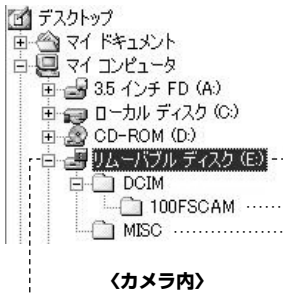 デスクトップ
マイ ドキュメント
マイ コンピュータ
3.5 インチ FD (A:)
ローカル ディスク (C:)
CD-ROM (D:)
リムーバブル ディスク (E:)
DCIM
100FSCAM
MISC
〈カメラ内〉